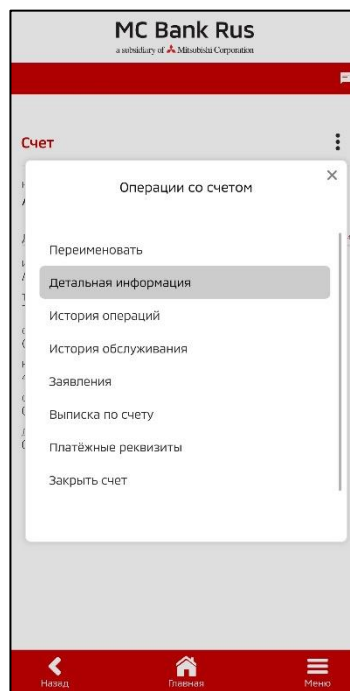 MC Bank Rus
a subsidiary of Mitsubishi Corporation
Счет
Операции со счетом
Переименовать
Детальная информация
История операций
История обслуживания
Заявления
Выписка по счету
Платёжные реквизиты
Закрыть счет
Назад Главная Меню